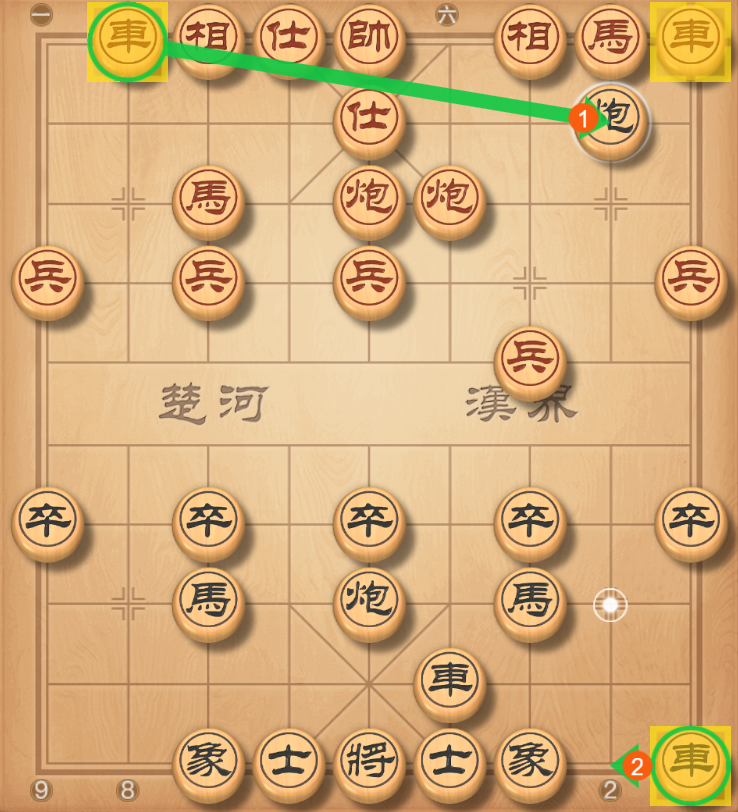 一 六
車 相 仕 帥 相 馬 車
仕 1 炮
馬 炮 炮
兵 兵 兵 兵
兵
楚河 漢界
卒 卒 卒 卒 卒
馬 炮 馬
車
象 士 將 士 象 2 車
9 8 2